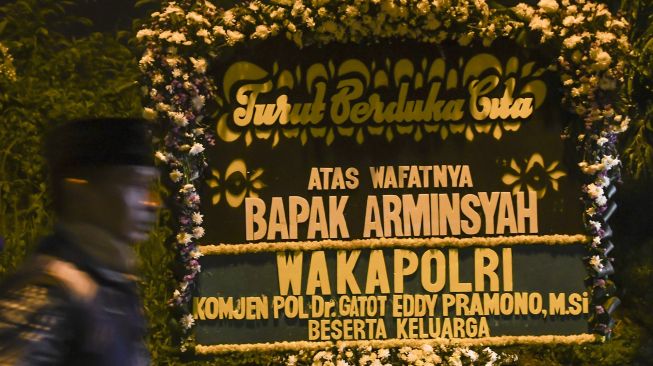 Turut Berduka Cita
ATAS WAFATNYA
BAPAK ARMINSYAH
WAKAPOLRI
KOMJEN POL Dr. GATOT EDDY PRAMONO, M.Si
BESERTA KELUARGA